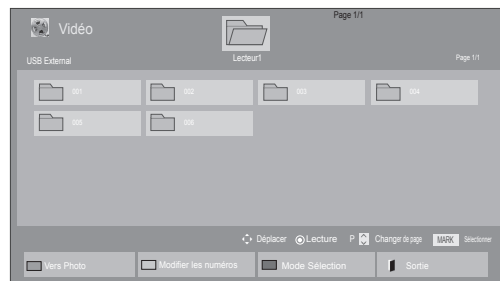 Page 1/1
Vidéo
Lecteur1
USB External
Page 1/1
001 002 003 004
005 006
Déplacer Lecture P Changer de page MARK Sélectionner
Vers Photo Modifier les numéros Mode Sélection Sortie